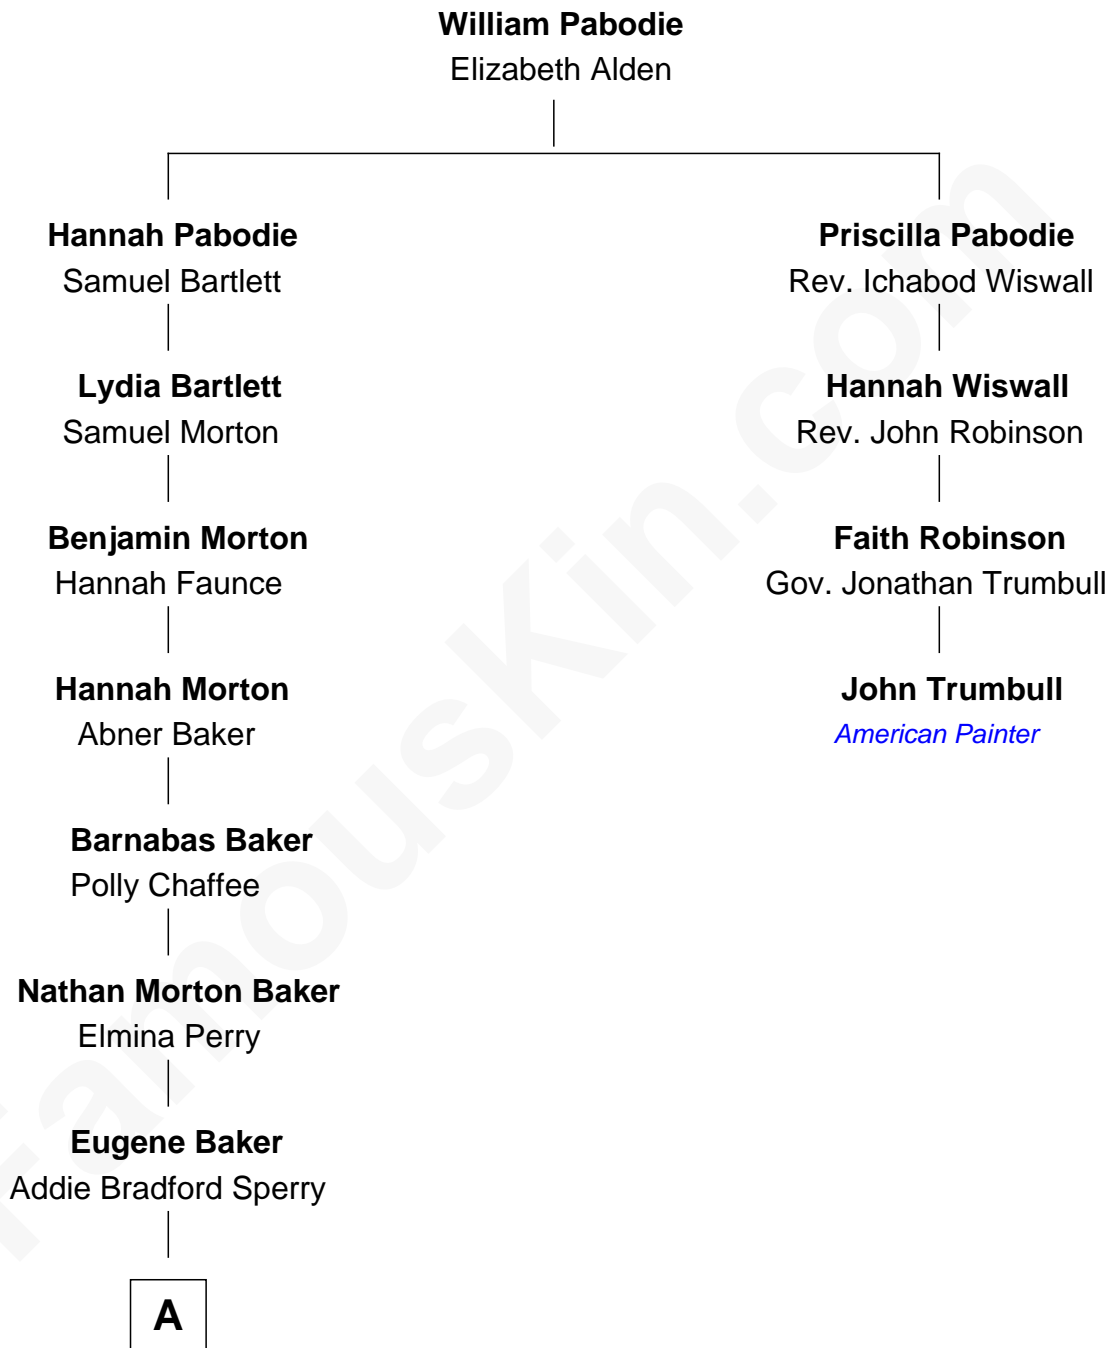 William Pabodie
Elizabeth Alden
Hannah Pabodie
Samuel Bartlett
Priscilla Pabodie
Rev. Ichabod Wiswall
Lydia Bartlett
Samuel Morton
Hannah Wiswall
Rev. John Robinson
Benjamin Morton
Hannah Faunce
Faith Robinson
Gov. Jonathan Trumbull
Hannah Morton
Abner Baker
John Trumbull
American Painter
Barnabas Baker
Polly Chaffee
Nathan Morton Baker
Elmina Perry
Eugene Baker
Addie Bradford Sperry
A
FamousKin.com